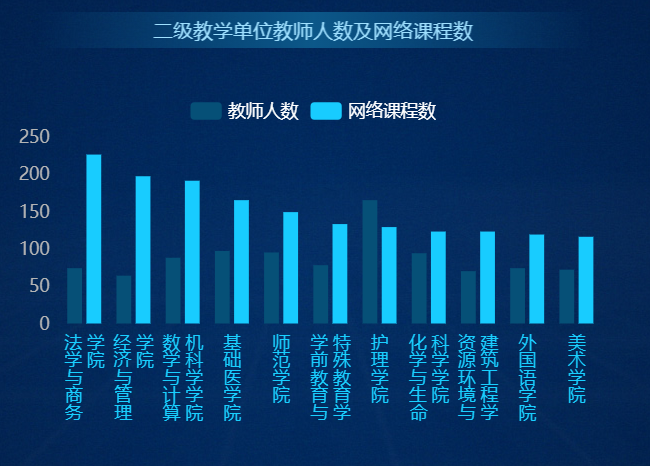 二级教学单位教师人数及网络课程数
教师人数 网络课程数
250
200
150
100
50
0
法学与商务
学院
经济与管理
学院
数学与计算
机科学学院
基础医学院
师范学院
学前教育与
特殊教育学
护理学院
化学与生命
科学学院
资源环境与
建筑工程学
外国语学院
美术学院